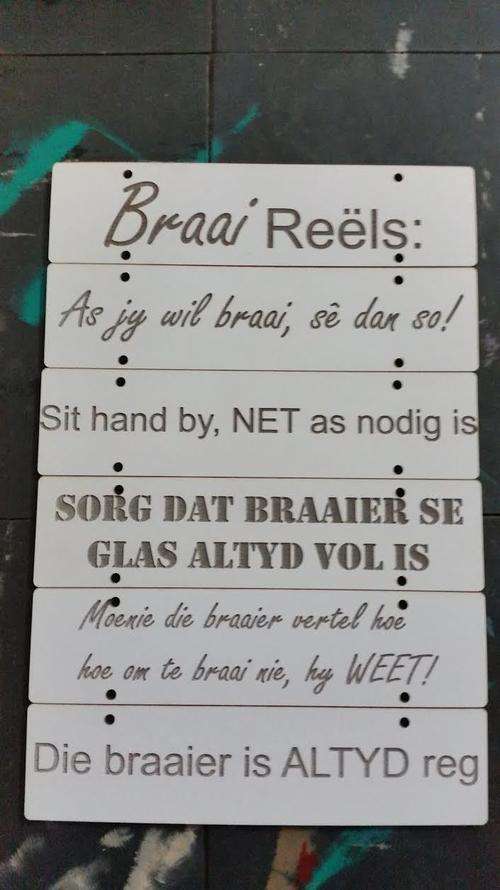 Braai Reëls:
As jy wil braai, sê dan so!
Sit hand by, NET as nodig is
SORG DAT BRAAIER SE
GLAS ALTYD VOL IS
Moenie die braaier vertel hoe
hoe om te braai nie, hy WEET!
Die braaier is ALTYD reg